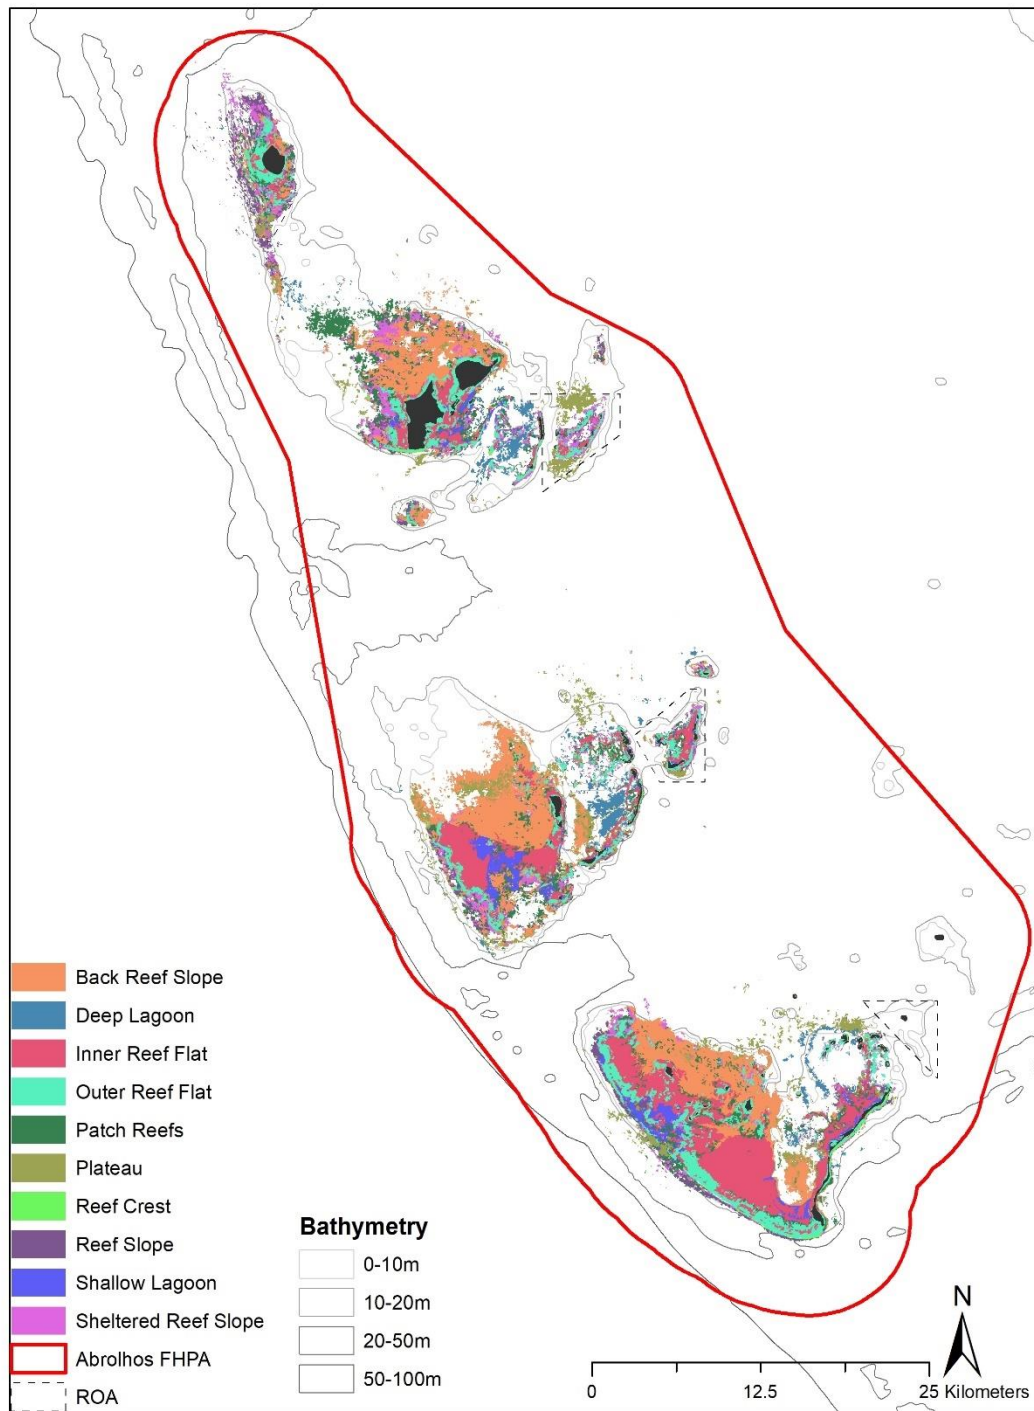 Back Reef Slope
Deep Lagoon
Inner Reef Flat
Outer Reef Flat
Patch Reefs
Plateau
Reef Crest
Reef Slope
Shallow Lagoon
Sheltered Reef Slope
Abrolhos FHPA
ROA
Bathymetry
0-10m
10-20m
20-50m
50-100m
N
0 12.5 25 Kilometers